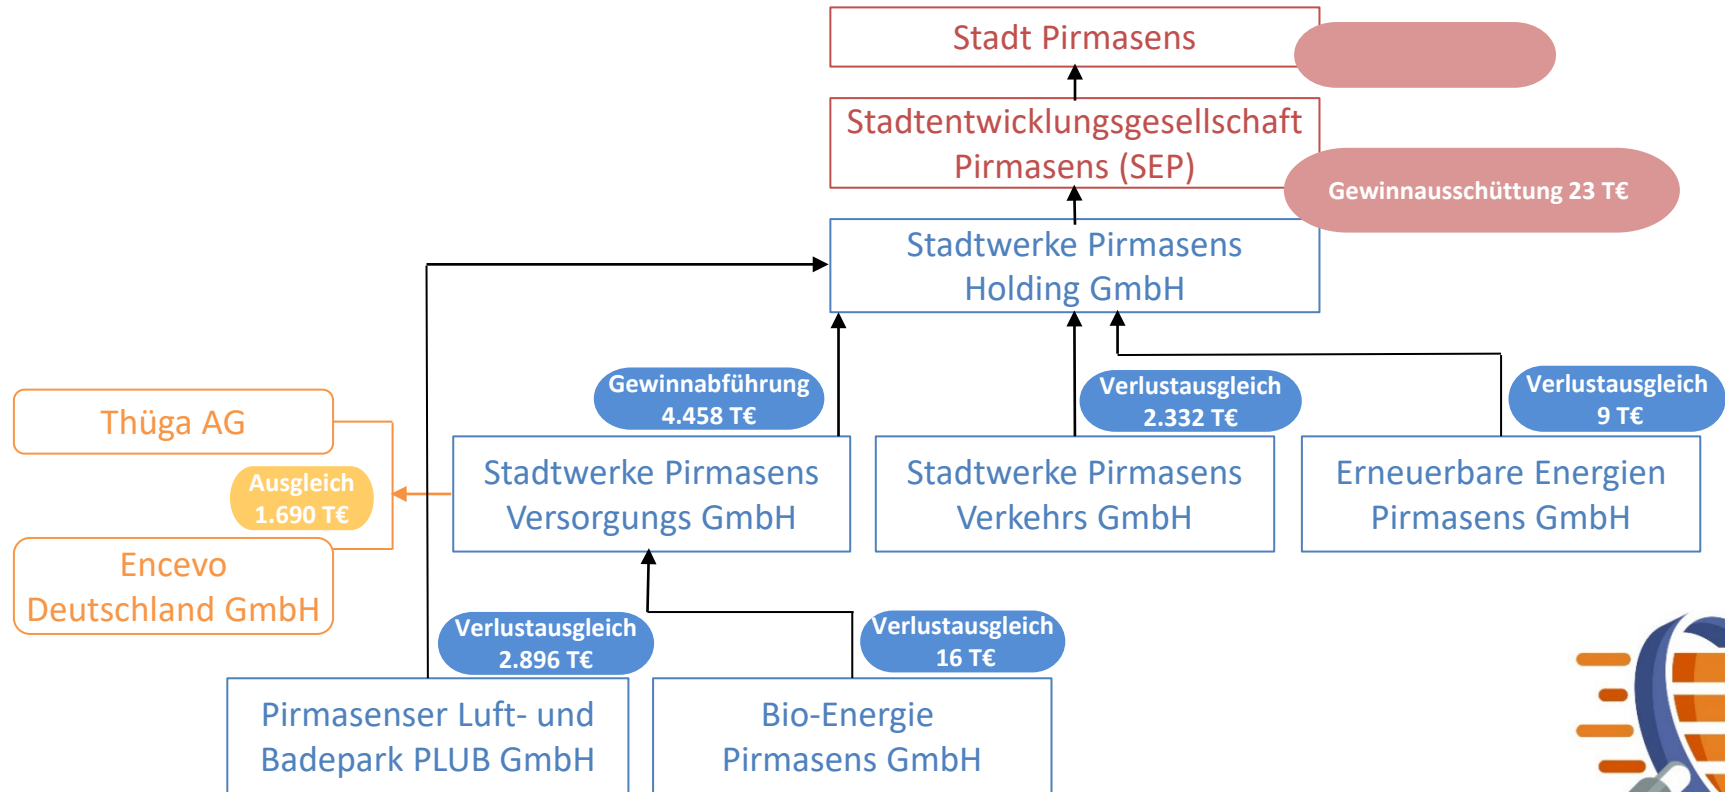 Stadt Pirmasens
Stadtentwicklungsgesellschaft
Pirmasens (SEP)
Gewinnausschüttung 23 T€
Stadtwerke Pirmasens
Holding GmbH
Gewinnabführung
4.458 T€
Verlustausgleich
2.332 T€
Verlustausgleich
9 T€
Thüga AG
Ausgleich
1.690 T€
Encevo
Deutschland GmbH
Stadtwerke Pirmasens
Versorgungs GmbH
Stadtwerke Pirmasens
Verkehrs GmbH
Erneuerbare Energien
Pirmasens GmbH
Verlustausgleich
2.896 T€
Verlustausgleich
16 T€
Pirmasenser Luft- und
Badepark PLUB GmbH
Bio-Energie
Pirmasens GmbH